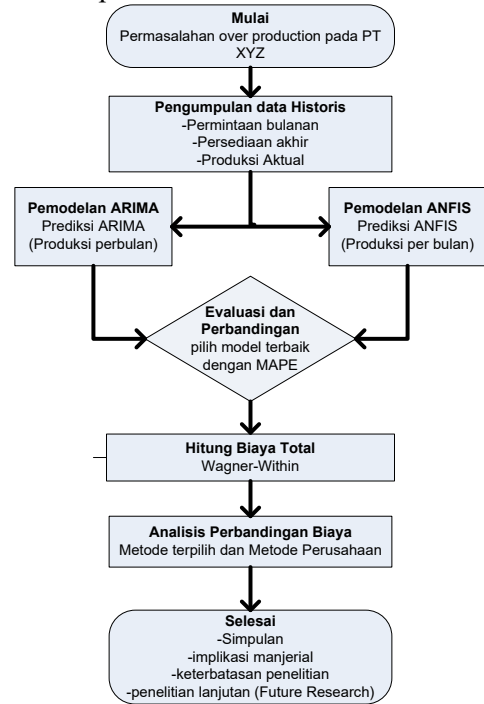 Mulai
Permasalahan over production pada PT
XYZ
Pengumpulan data Historis
-Permintaan bulanan
-Persediaan akhir
-Produksi Aktual
Pemodelan ARIMA
Prediksi ARIMA
(Produksi perbulan)
Pemodelan ANFIS
Prediksi ANFIS
(Produksi per bulan)
Evaluasi dan
Perbandingan
pilih model terbaik
dengan MAPE
Hitung Biaya Total
Wagner-Within
Analisis Perbandingan Biaya
Metode terpilih dan Metode Perusahaan
Selesai
-Simpulan
-implikasi manjerial
-keterbatasan penelitian
-penelitian lanjutan (Future Research)